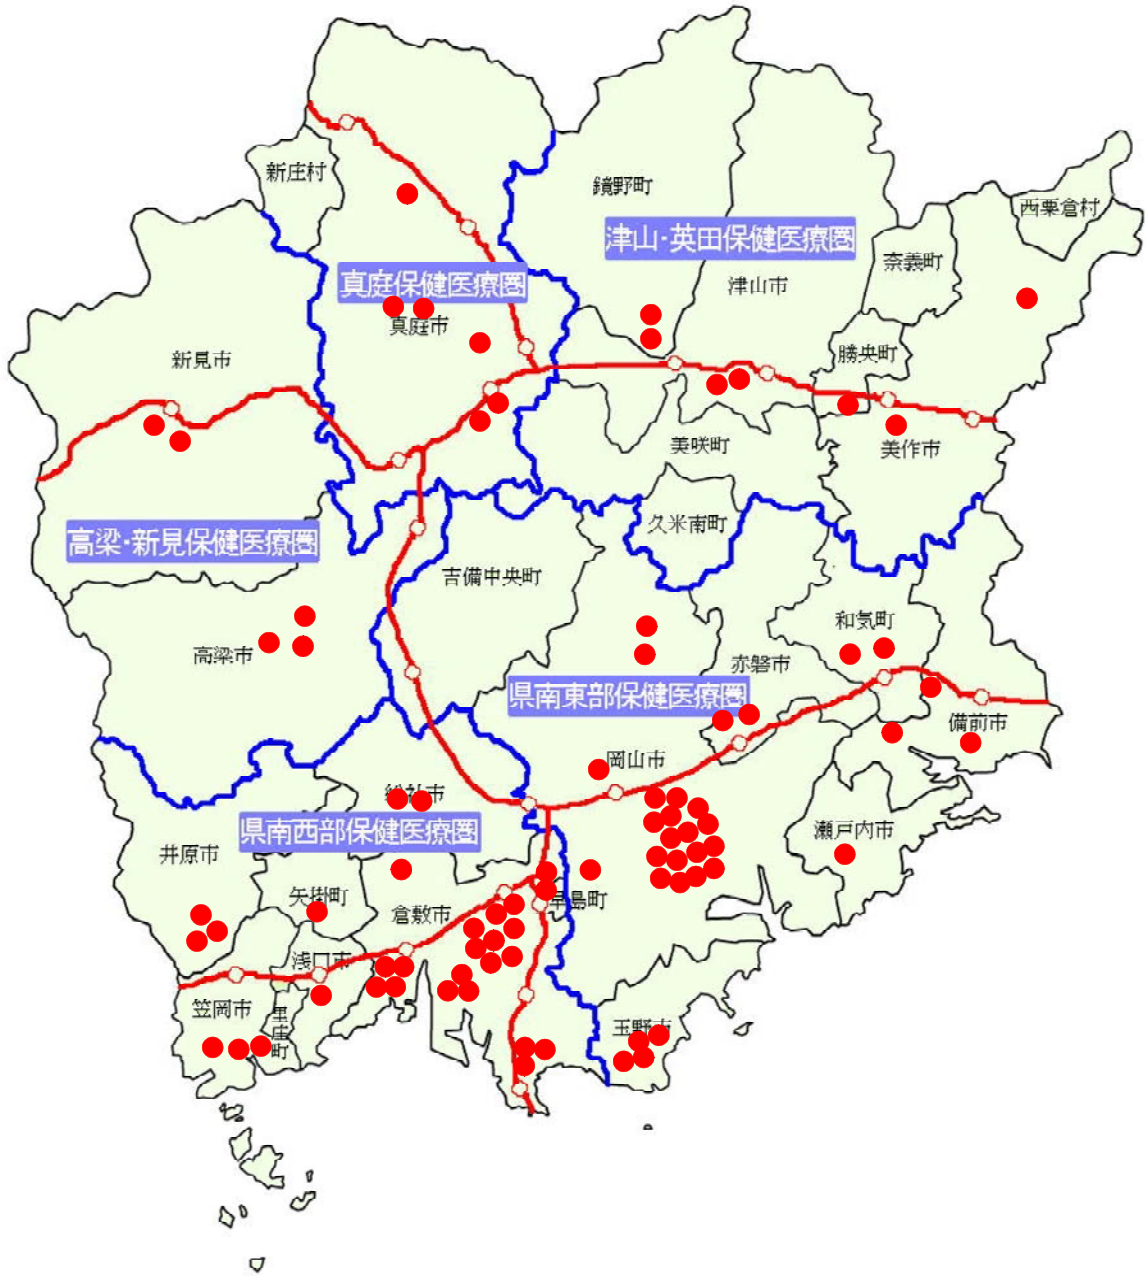 新庄村
鏡野町
西粟倉村
津山・英田保健医療圏
奈義町
真庭保健医療圏
津山市
真庭市
勝央町
新見市
美咲町
美作市
久米南町
高梁・新見保健医療圏
吉備中央町
和気町
高梁市
赤磐市
県南東部保健医療圏
備前市
岡山市
総社市
県南西部保健医療圏
瀬戸内市
井原市
矢掛町
早島町
倉敷市
浅口市
笠岡市
里庄町
玉野市